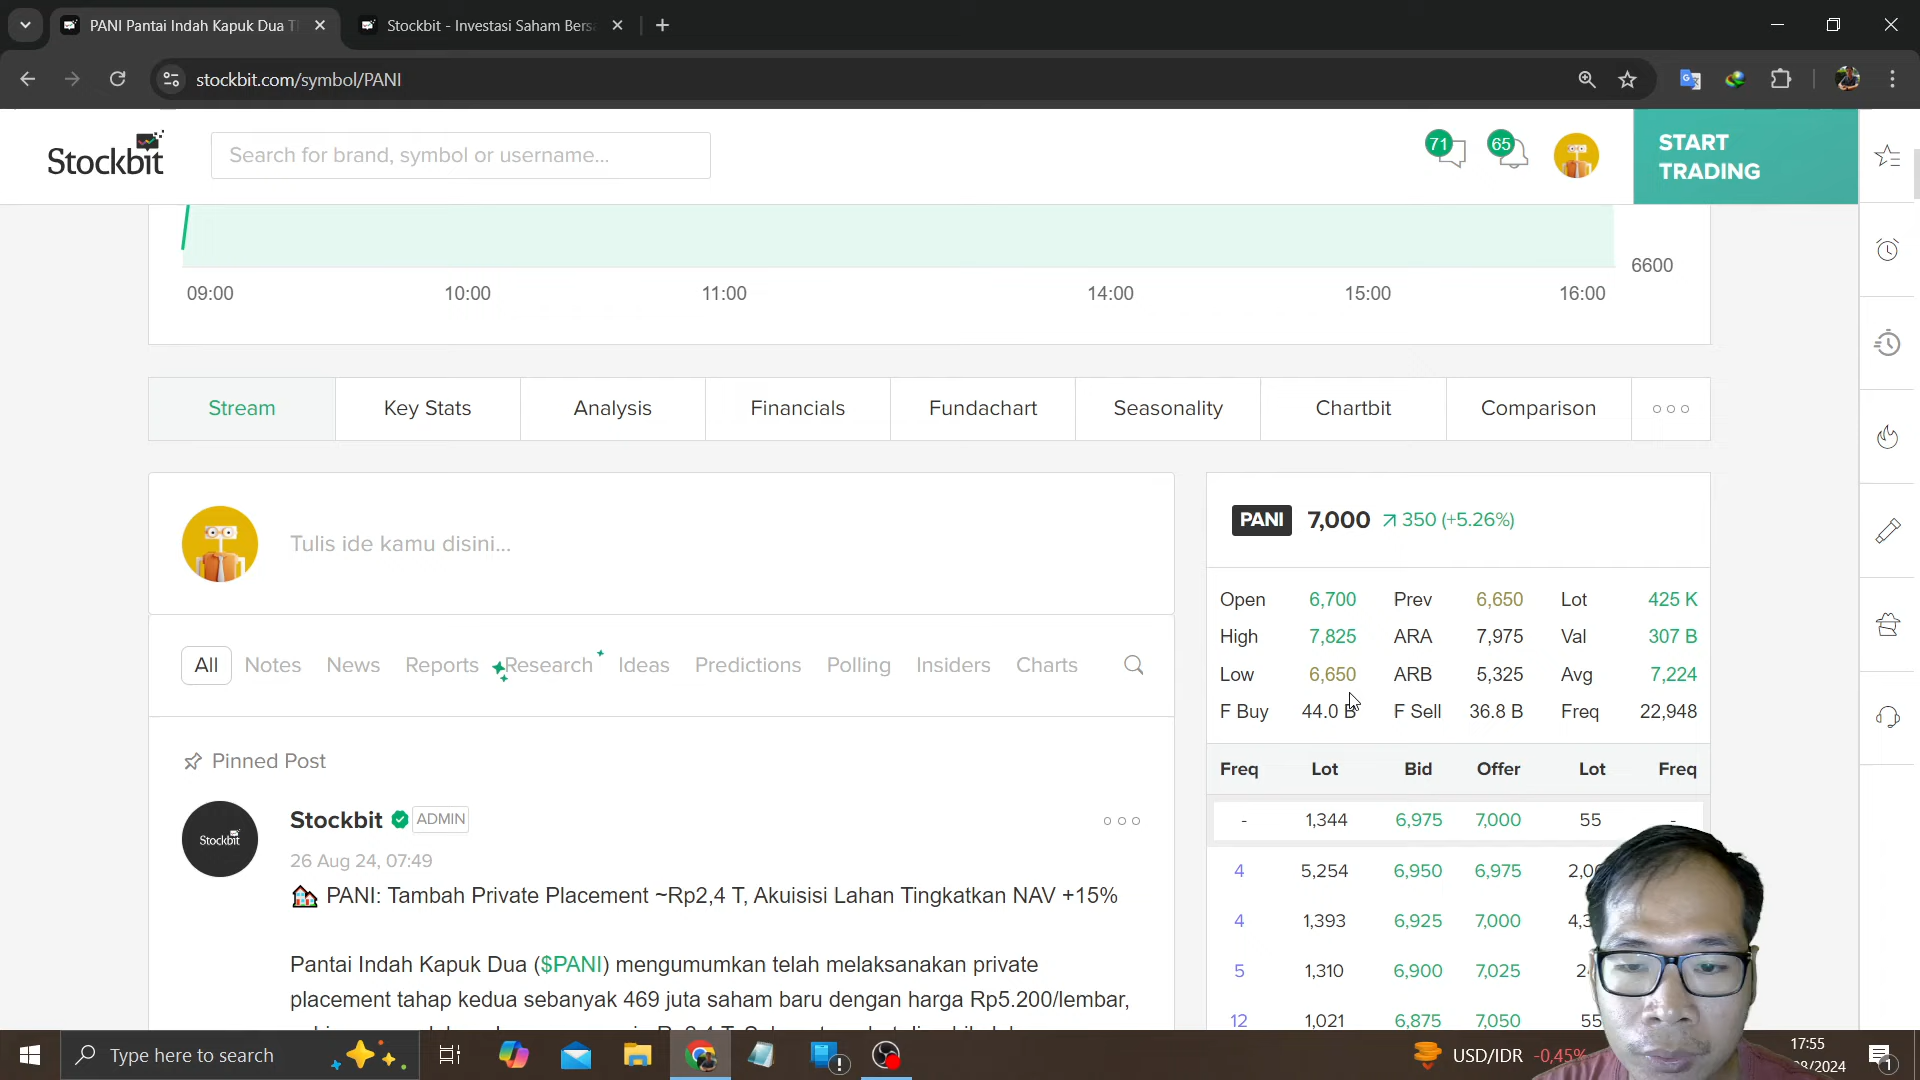 PANI Pantai Indah Kapuk Dua T
Stockbit - Investasi Saham Bers
stockbit.com/symbol/PANI
Stockbit
Search for brand, symbol or username...
71
65
START
TRADING
6600
09:00 10:00 11:00 14:00 15:00 16:00
Stream Key Stats Analysis Financials Fundachart Seasonality Chartbit Comparison
Tulis ide kamu disini...
All Notes News Reports Research Ideas Predictions Polling Insiders Charts
Pinned Post
Stockbit
Stockbit ADMIN
26 Aug 24, 07:49
PANI: Tambah Private Placement ~Rp2,4 T, Akuisisi Lahan Tingkatkan NAV +15%
Pantai Indah Kapuk Dua ($PANI) mengumumkan telah melaksanakan private
placement tahap kedua sebanyak 469 juta saham baru dengan harga Rp5.200/lembar,
PANI 7,000 350 (+5.26%)
Open 6,700 Prev 6,650 Lot 425 K
High 7,825 ARA 7,975 Val 307 B
Low 6,650 ARB 5,325 Avg 7,224
F Buy 44.0 B F Sell 36.8 B Freq 22,948
Freq Lot Bid Offer Lot Freq
- 1,344 6,975 7,000 55 -
4 5,254 6,950 6,975
4 1,393 6,925 7,000
5 1,310 6,900 7,025
12 1,021 6,875 7,050
Type here to search
USD/IDR -0,45%
17:55
8/2024
1